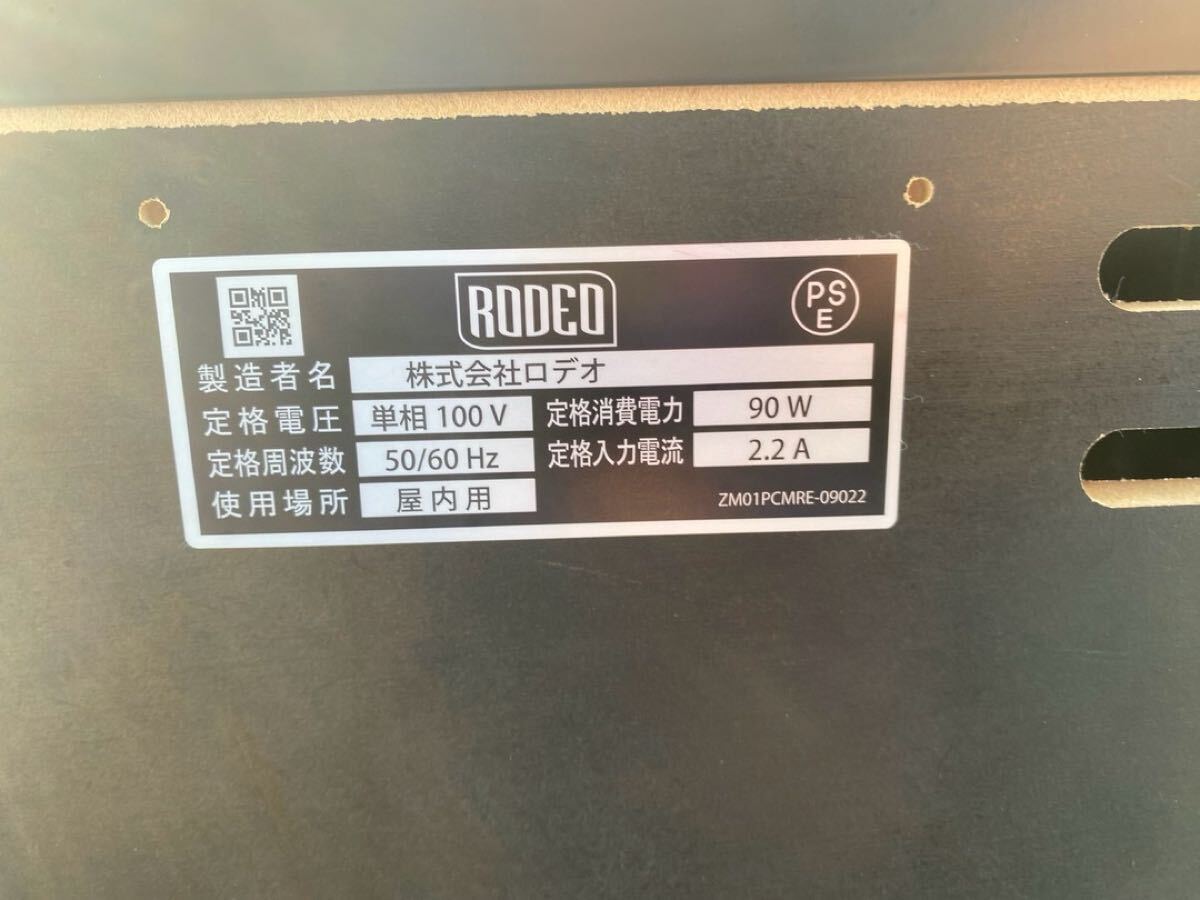 RODEO
PSE
製造者名 株式会社ロデオ
定格電圧 単相 100 V 定格消費電力 90 W
定格周波数 50/60 Hz 定格入力電流 2.2 A
使用場所 屋内用
ZM01PCMRE-09022